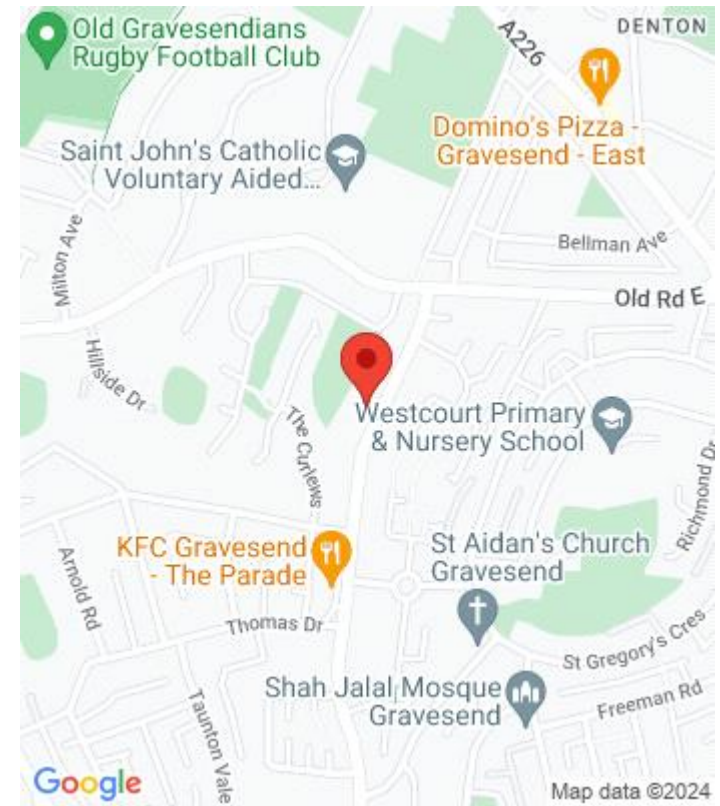 Old Gravesendians
Rugby Football Club
A226
DENTON
Domino's Pizza -
Gravesend - East
Saint John's Catholic
Voluntary Aided...
Milton Ave
Bellman Ave
Old Rd E
Hillside Dr
The Curlews
Westcourt Primary
& Nursery School
Richmond Dr
KFC Gravesend
- The Parade
St Aidan's Church
Gravesend
Arnold Rd
Thomas Dr
St Gregory's Cres
Shah Jalal Mosque
Gravesend
Freeman Rd
Taunton Vale
Google
Map data ©2024